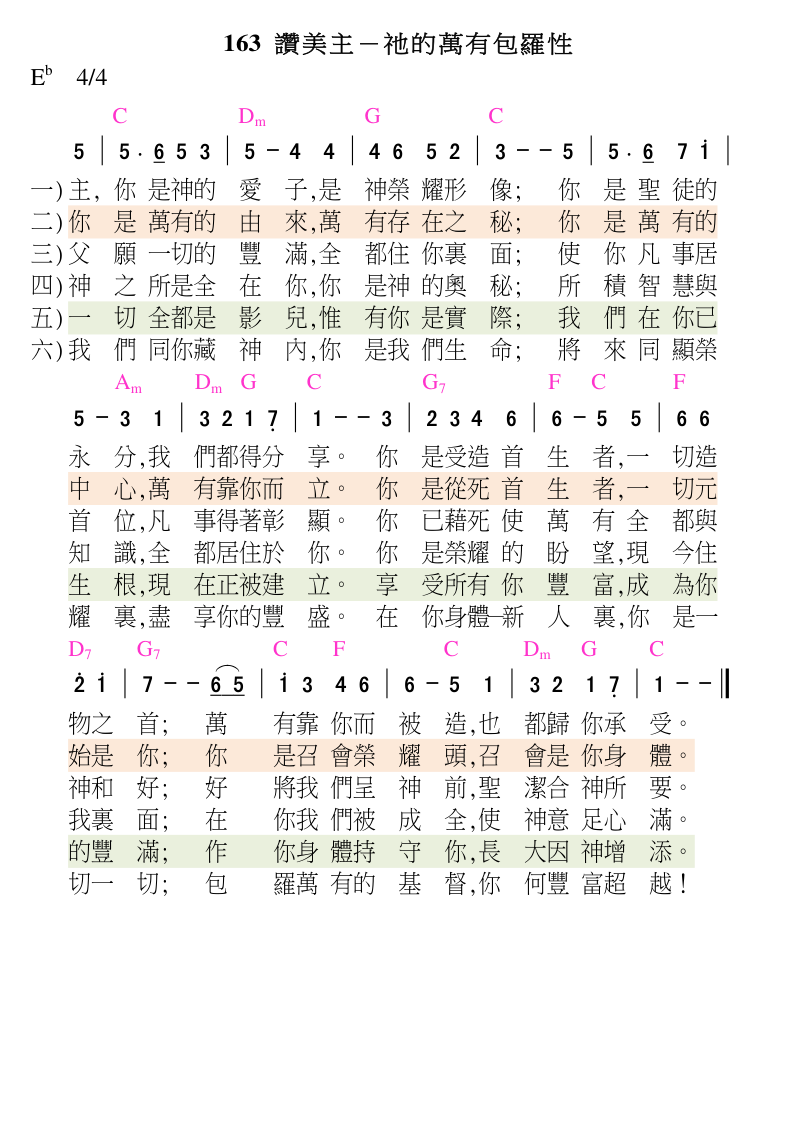 163 讚美主－祂的萬有包羅性
E♭ 4/4
C Dm G C
5 | 5 . 6 5 3 | 5 － 4 4 | 4 6 5 2 | 3 － － 5 | 5 . 6 7 i |
一) 主, 你 是神的 愛 子,是 神榮 耀形 像; 你 是 聖 徒的
二) 你 是 萬有的 由 來,萬 有存 在之 秘; 你 是 萬 有的
三) 父 願 一切的 豐 滿,全 都住 你裏 面; 使 你 凡 事居
四) 神 之 所是全 在 你,你 是神 的奧 秘; 所 積 智 慧與
五) 一 切 全都是 影 兒,惟 有你 是實 際; 我 們 在 你已
六) 我 們 同你藏 神 內,你 是我 們生 命; 將 來 同 顯榮
Am Dm G C G7 F C F
5 － 3 1 | 3 2 1 7̣ | 1 － － 3 | 2 3 4 6 | 6 － 5 5 | 6 6
永 分,我 們都得分 享。 你 是受造 首 生 者,一 切造
中 心,萬 有靠你而 立。 你 是從死 首 生 者,一 切元
首 位,凡 事得著彰 顯。 你 已藉死 使 萬 有 全 都與
知 識,全 都居住於 你。 你 是榮耀 的 盼 望,現 今住
生 根,現 在正被建 立。 享 受所有 你 豐 富,成 為你
耀 裏,盡 享你的豐 盛。 在 你身體─新 人 裏,你 是一
D7 G7 C F C Dm G C
2̇ i | 7 － － 6 5 | i 3 4 6 | 6 － 5 1 | 3 2 1 7̣ | 1 － － ‖
物之 首; 萬 有靠 你而 被 造,也 都歸 你承 受。
始是 你; 你 是召 會榮 耀 頭,召 會是 你身 體。
神和 好; 好 將我 們呈 神 前,聖 潔合 神所 要。
我裏 面; 在 你我 們被 成 全,使 神意 足心 滿。
的豐 滿; 作 你身 體持 守 你,長 大因 神增 添。
切一 切; 包 羅萬 有的 基 督,你 何豐 富超 越！